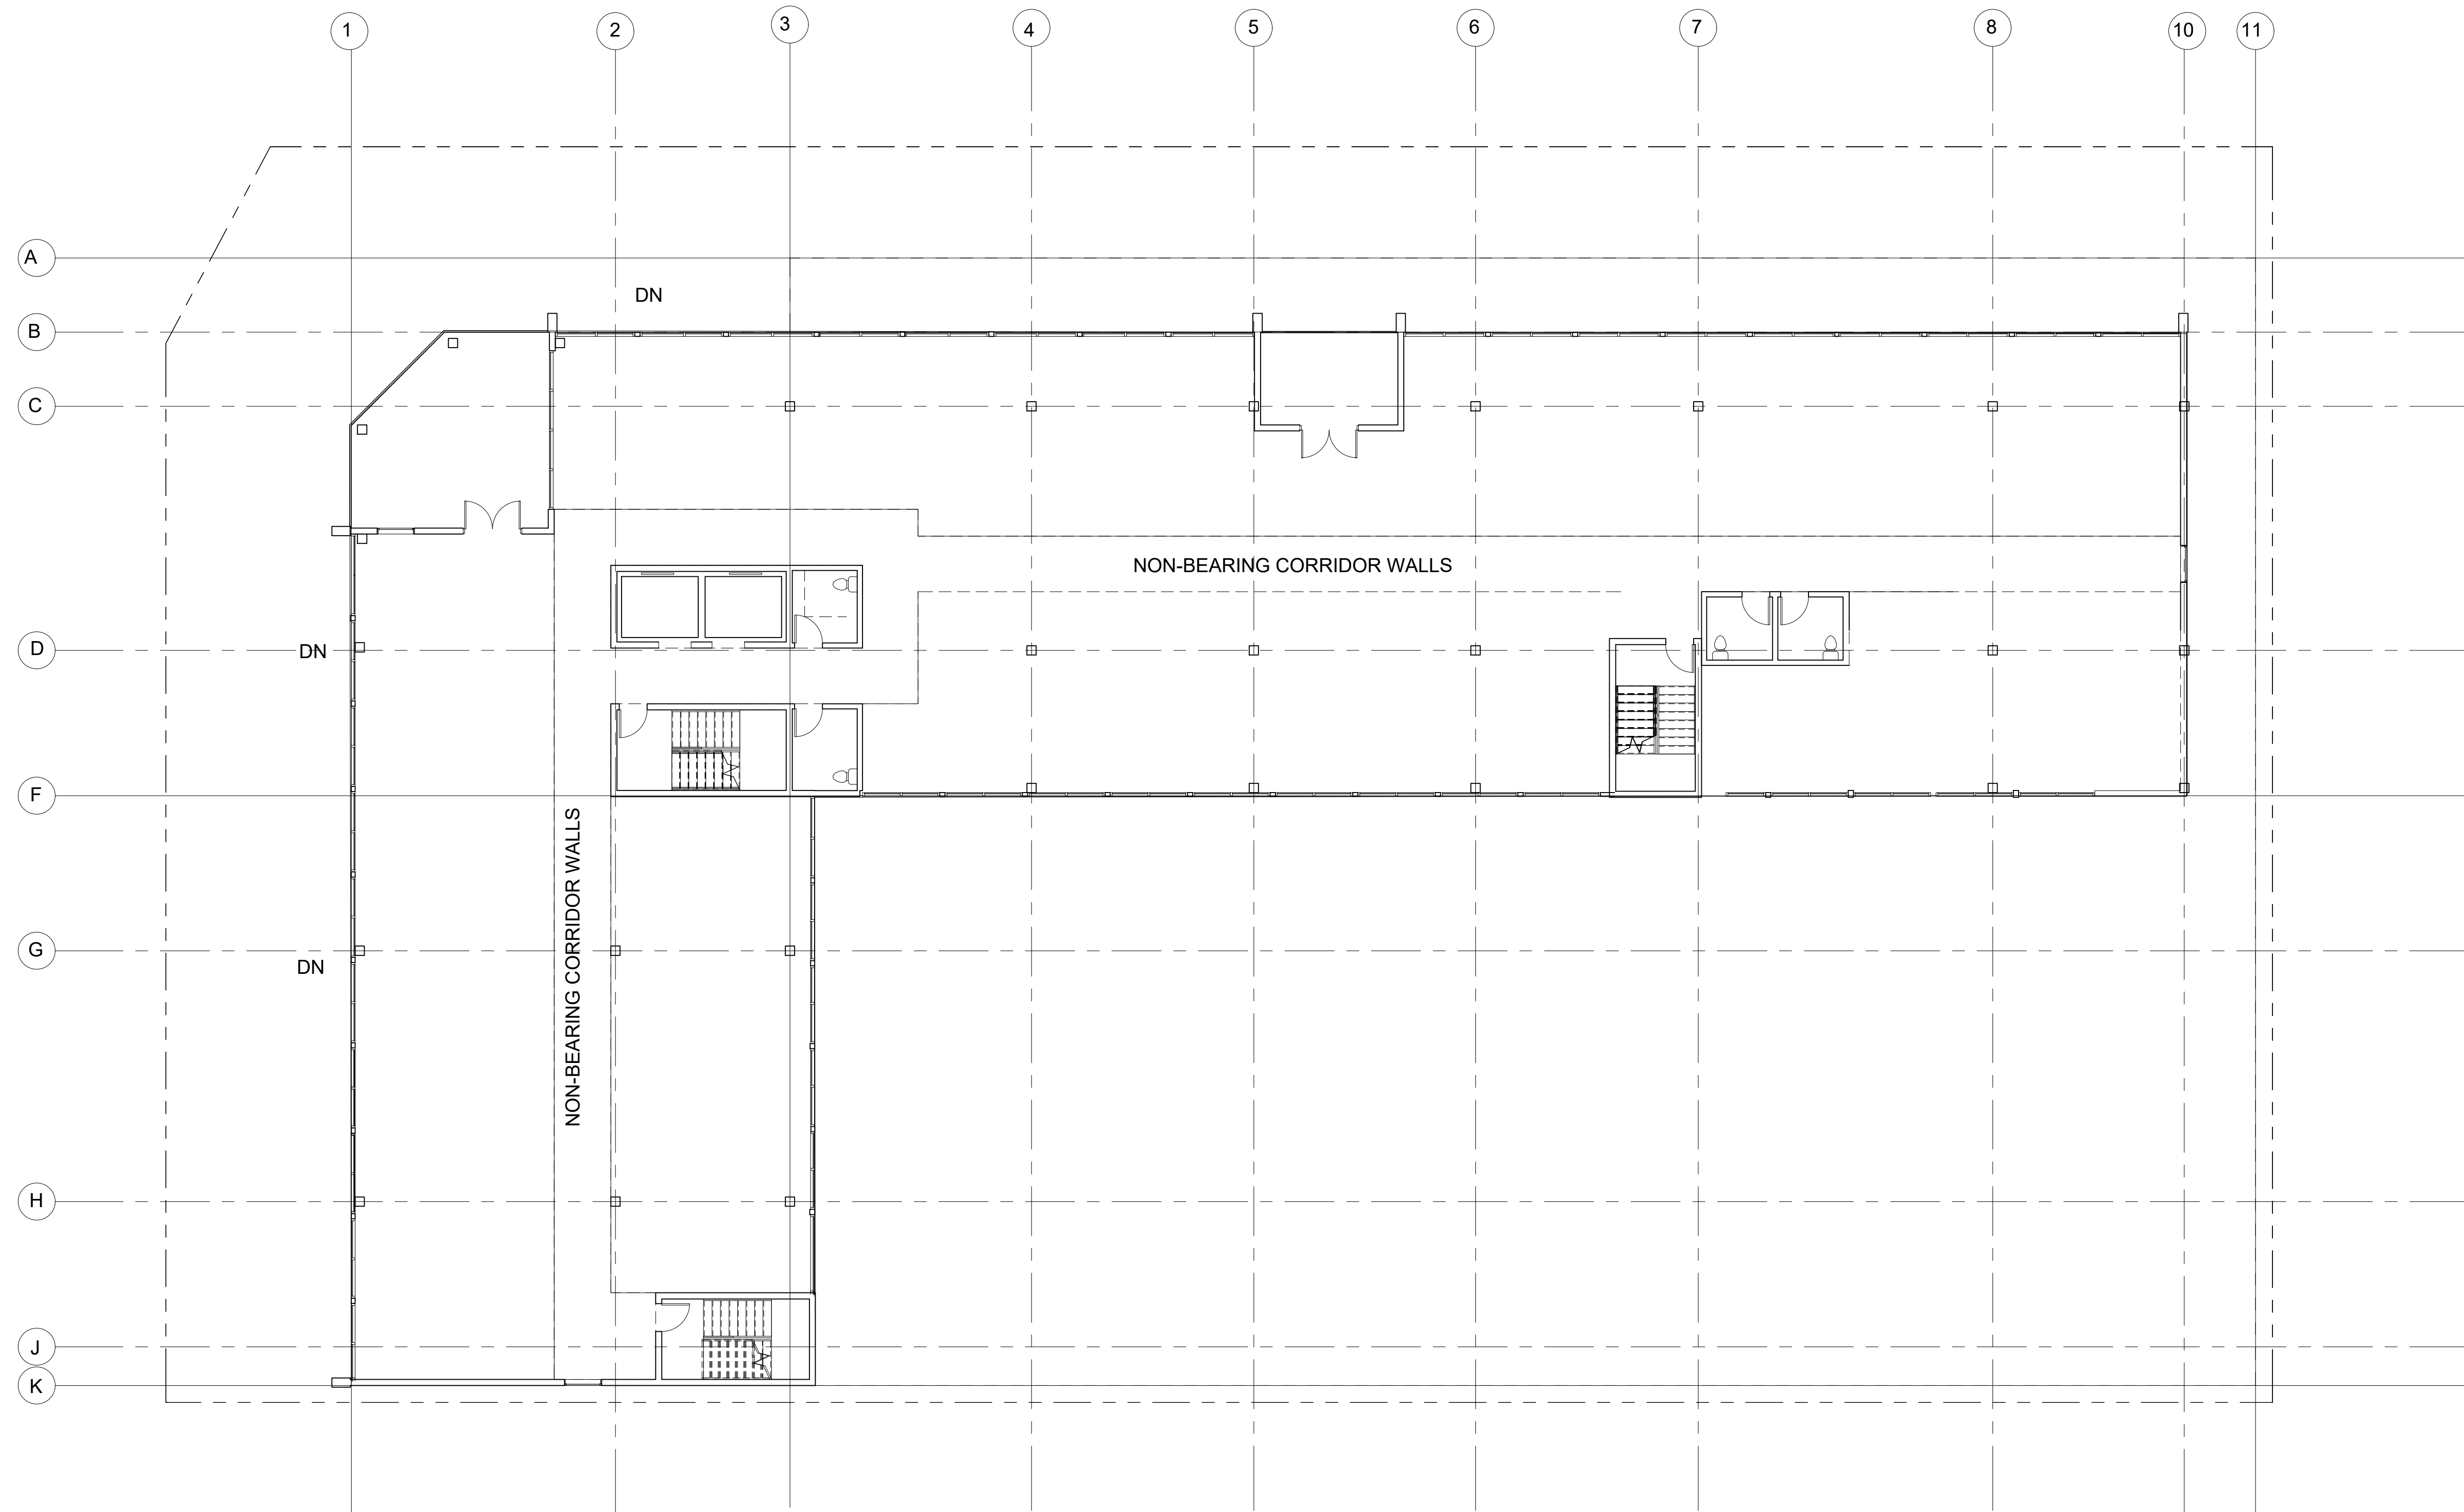 1
2
3
4
5
6
7
8
10
11
A
DN
B
C
NON-BEARING CORRIDOR WALLS
D
DN
F
NON-BEARING CORRIDOR WALLS
G
DN
H
J
K